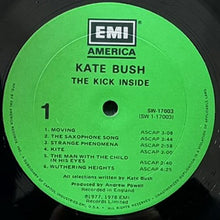 EMI
AMERICA
KATE BUSH
THE KICK INSIDE
1
SW-17003
(SW 1-17003)
1. MOVING ASCAP 3:08
2. THE SAXOPHONE SONG ASCAP 3:44
3. STRANGE PHENOMENA ASCAP 2:58
4. KITE ASCAP 3:00
5. THE MAN WITH THE CHILD
IN HIS EYES ASCAP 2:40
6. WUTHERING HEIGHTS ASCAP 4:25
All selections written by Kate Bush
Produced by Andrew Powell
Recorded in England
℗1977, 1978 EMI
Records Limited